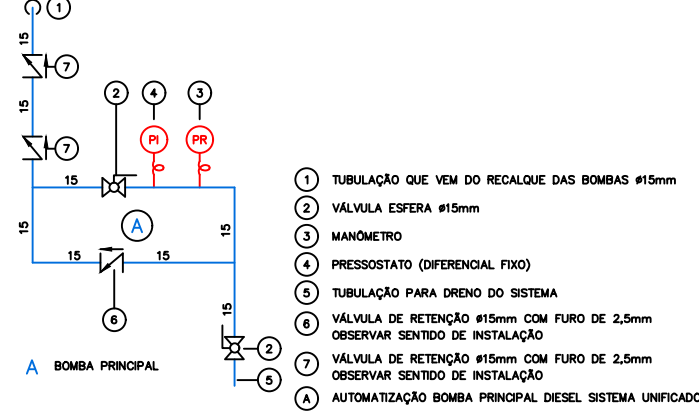 1
15
7
15
2
4
3
PI
PR
7
15
15
A
15
15
15
6
15
2
5
A BOMBA PRINCIPAL
1 TUBULAÇÃO QUE VEM DO RECALQUE DAS BOMBAS ø15mm
2 VÁLVULA ESFERA ø15mm
3 MANÔMETRO
4 PRESSOSTATO (DIFERENCIAL FIXO)
5 TUBULAÇÃO PARA DRENO DO SISTEMA
6 VÁLVULA DE RETENÇÃO ø15mm COM FURO DE 2,5mm
OBSERVAR SENTIDO DE INSTALAÇÃO
7 VÁLVULA DE RETENÇÃO ø15mm COM FURO DE 2,5mm
OBSERVAR SENTIDO DE INSTALAÇÃO
A AUTOMATIZAÇÃO BOMBA PRINCIPAL DIESEL SISTEMA UNIFICADO